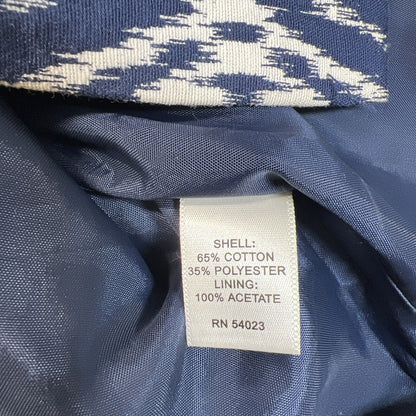 SHELL:
65% COTTON
35% POLYESTER
LINING:
100% ACETATE
RN 54023